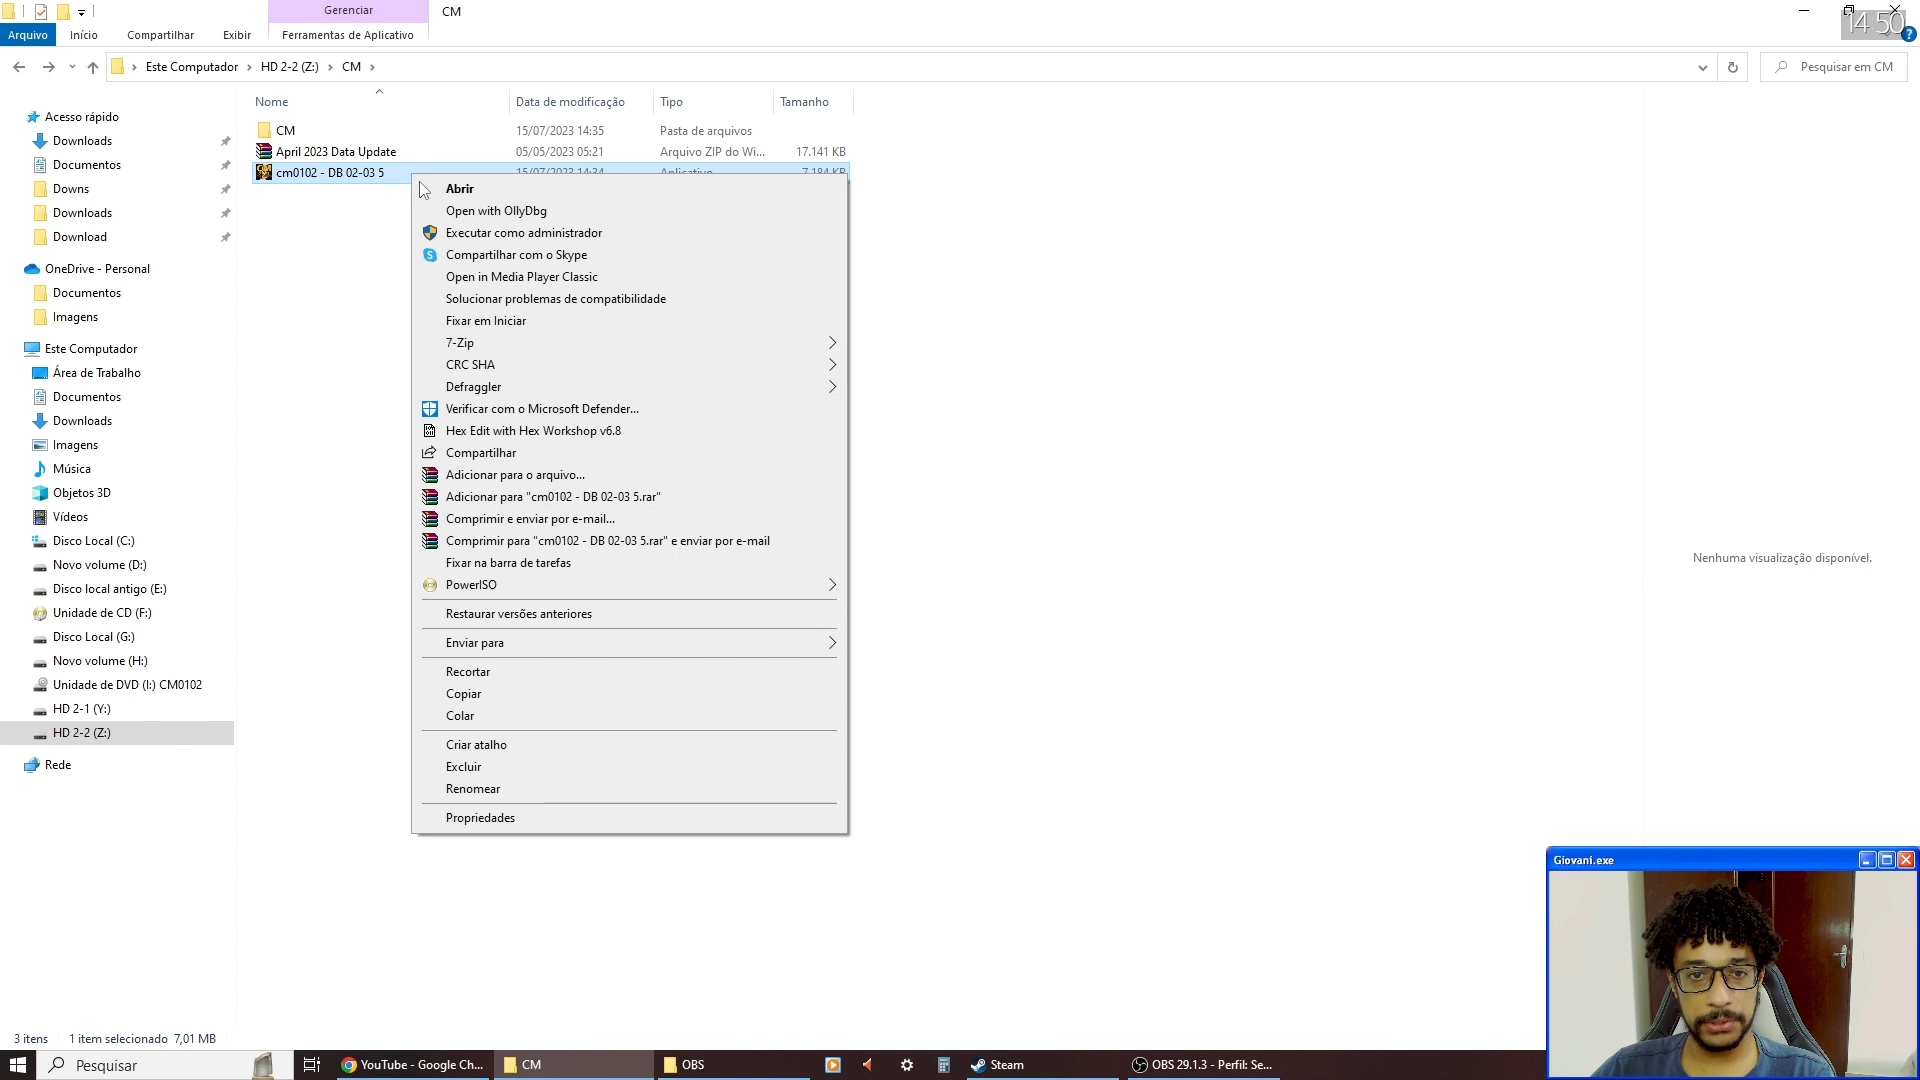 Gerenciar
CM
14:50
Arquivo
Início
Compartilhar
Exibir
Ferramentas de Aplicativo
Este Computador
HD 2-2 (Z:)
CM
Pesquisar em CM
Nome
Data de modificação
Tipo
Tamanho
CM
15/07/2023 14:35
Pasta de arquivos
April 2023 Data Update
05/05/2023 05:21
Arquivo ZIP do Wi...
17.141 KB
cm0102 - DB 02-03 5
15/07/2023 14:34
Aplicativo
7.184 KB
Acesso rápido
Downloads
Documentos
Downs
Downloads
Download
OneDrive - Personal
Documentos
Imagens
Este Computador
Área de Trabalho
Documentos
Downloads
Imagens
Música
Objetos 3D
Vídeos
Disco Local (C:)
Novo volume (D:)
Disco local antigo (E:)
Unidade de CD (F:)
Disco Local (G:)
Novo volume (H:)
Unidade de DVD (I:) CM0102
HD 2-1 (Y:)
HD 2-2 (Z:)
Rede
Abrir
Open with OllyDbg
Executar como administrador
Compartilhar com o Skype
Open in Media Player Classic
Solucionar problemas de compatibilidade
Fixar em Iniciar
7-Zip
CRC SHA
Defraggler
Verificar com o Microsoft Defender...
Hex Edit with Hex Workshop v6.8
Compartilhar
Adicionar para o arquivo...
Adicionar para "cm0102 - DB 02-03 5.rar"
Comprimir e enviar por e-mail...
Comprimir para "cm0102 - DB 02-03 5.rar" e enviar por e-mail
Fixar na barra de tarefas
PowerISO
Restaurar versões anteriores
Enviar para
Recortar
Copiar
Colar
Criar atalho
Excluir
Renomear
Propriedades
Nenhuma visualização disponível.
Giovani.exe
3 itens
1 item selecionado 7,01 MB
Pesquisar
YouTube - Google Ch...
CM
OBS
Steam
OBS 29.1.3 - Perfil: Se...